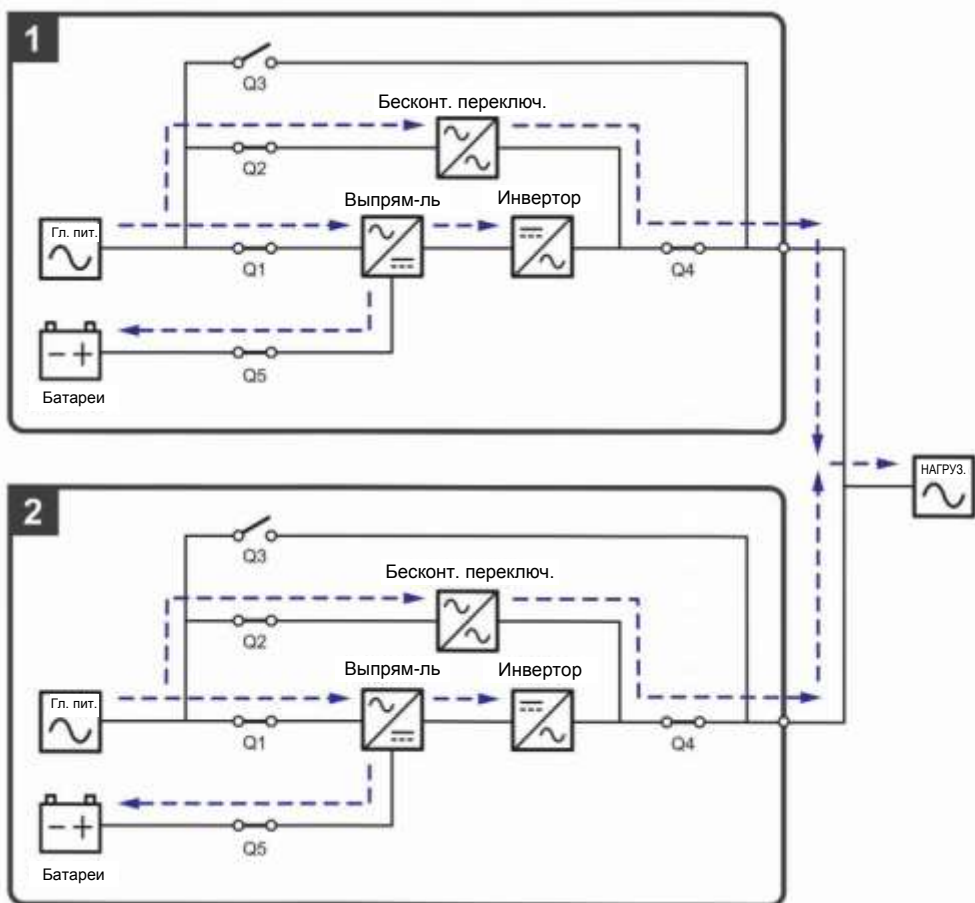 1
Q3
Бесконт. переключ.
Q2
Выпрям-ль
Инвертор
Гл. пит.
Q1
Q4
Q5
Батареи
НАГРУЗ.
2
Q3
Бесконт. переключ.
Q2
Выпрям-ль
Инвертор
Гл. пит.
Q1
Q4
Q5
Батареи